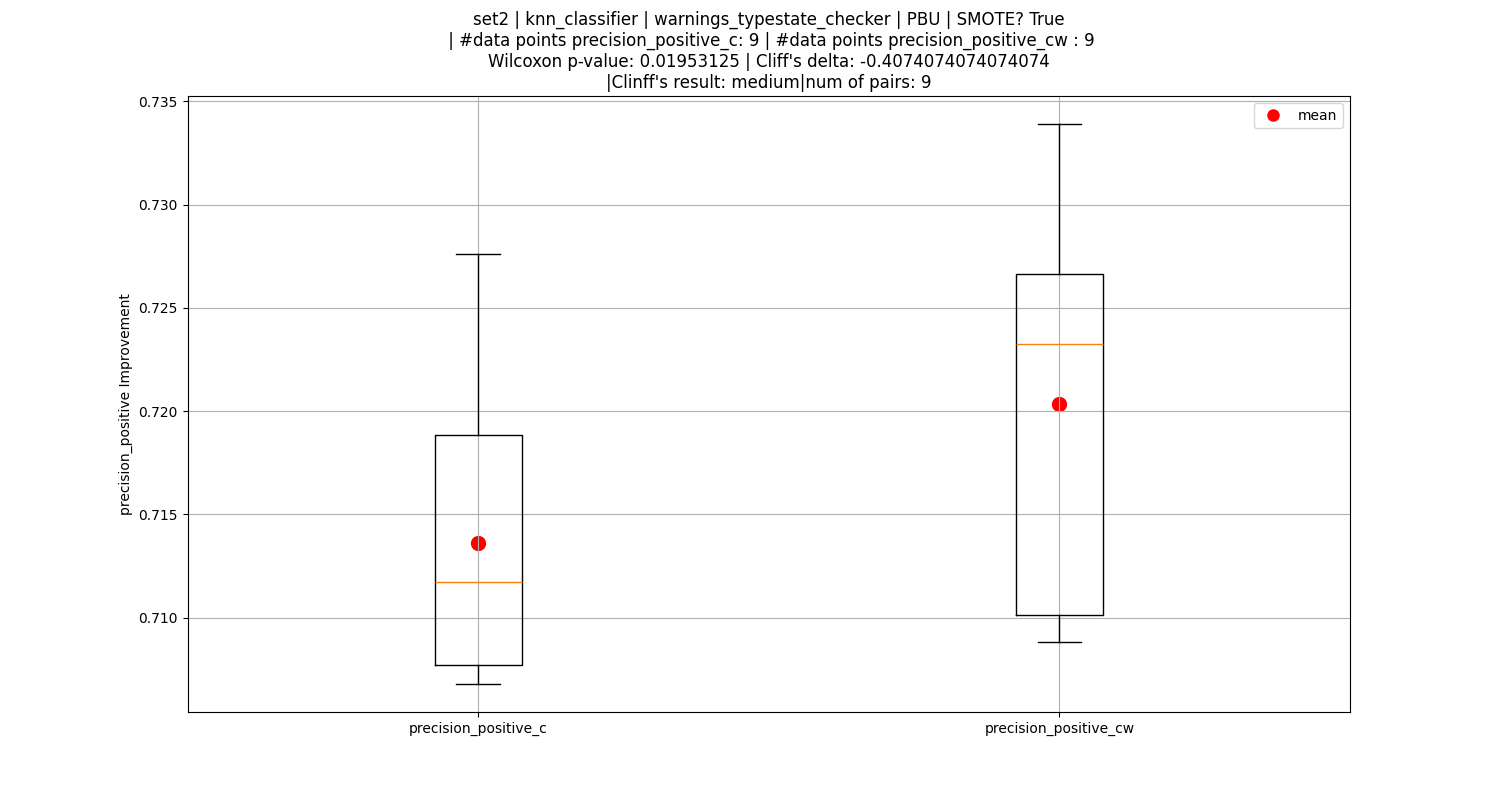 set2 | knn_classifier | warnings_typestate_checker | PBU | SMOTE? True
| #data points precision_positive_c: 9 | #data points precision_positive_cw : 9
Wilcoxon p-value: 0.01953125 | Cliff's delta: -0.4074074074074074
|Clinff's result: medium|num of pairs: 9
mean
precision_positive Improvement
0.735
0.730
0.725
0.720
0.715
0.710
precision_positive_c
precision_positive_cw